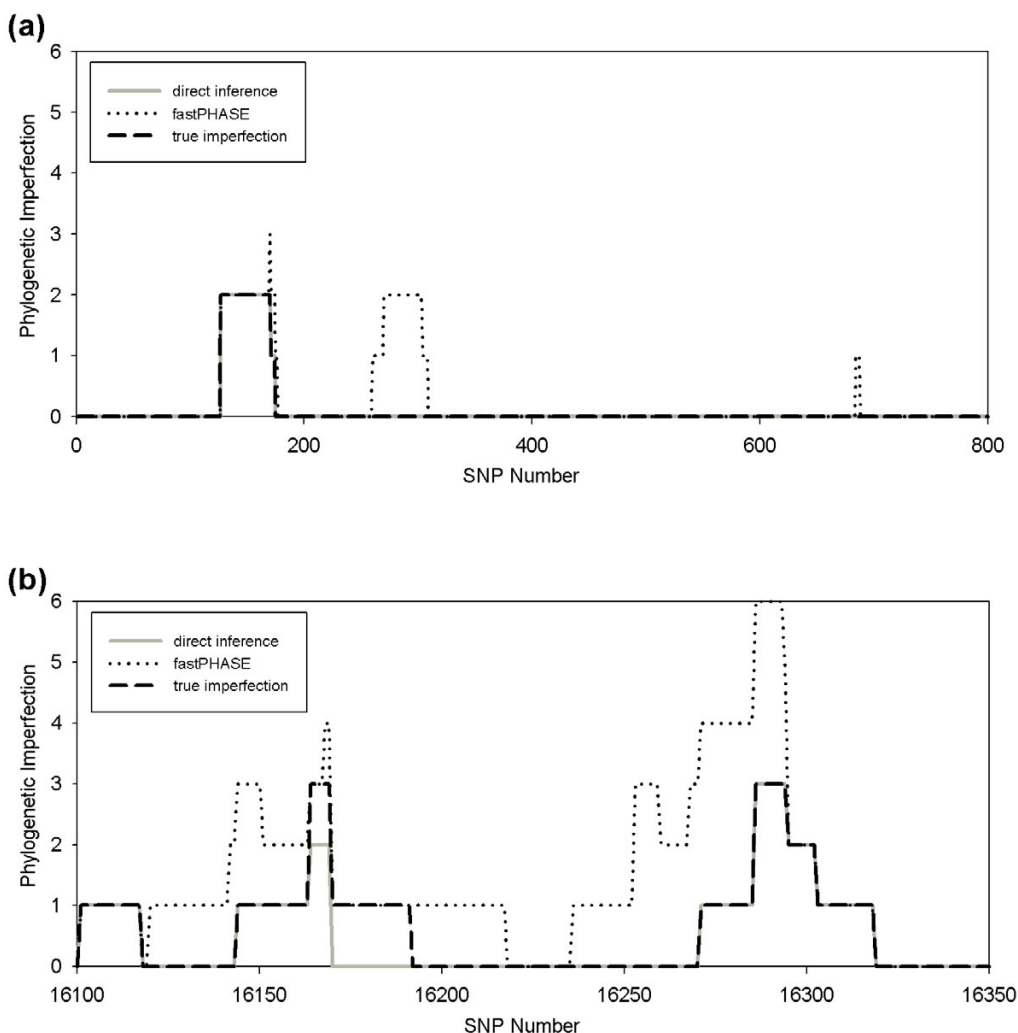 (a)
6
5
4
3
2
1
0
Phylogenetic Imperfection
direct inference
fastPHASE
true imperfection
0 200 400 600 800
SNP Number
(b)
6
5
4
3
2
1
0
Phylogenetic Imperfection
direct inference
fastPHASE
true imperfection
16100 16150 16200 16250 16300 16350
SNP Number